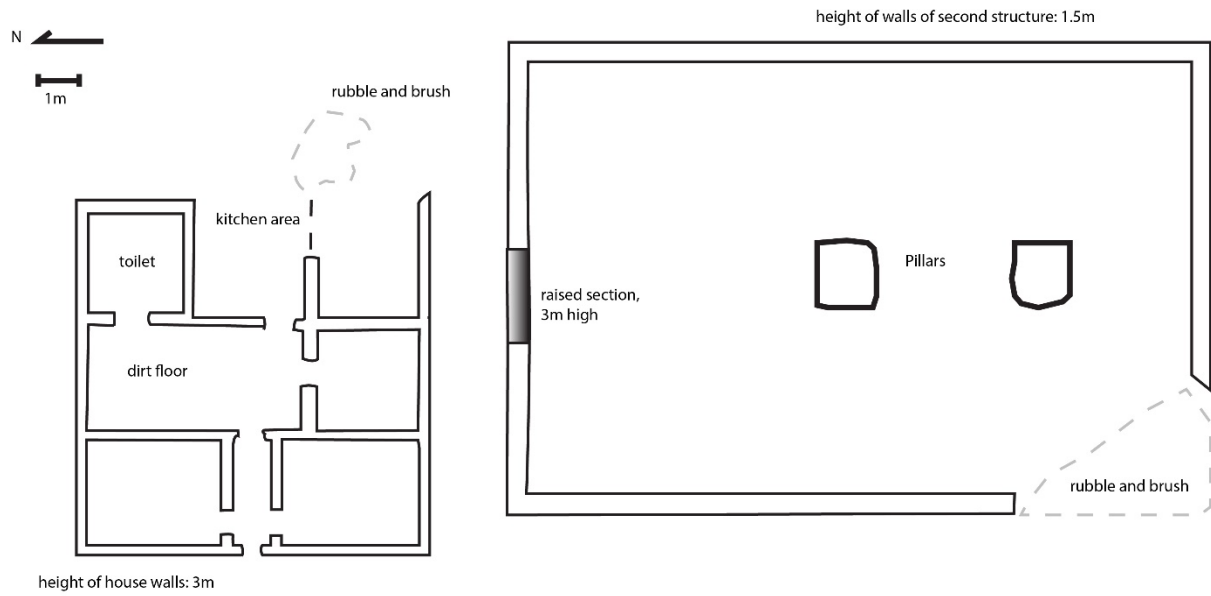 height of walls of second structure: 1.5m
N
1m
rubble and brush
kitchen area
toilet
Pillars
raised section,
3m high
dirt floor
rubble and brush
height of house walls: 3m